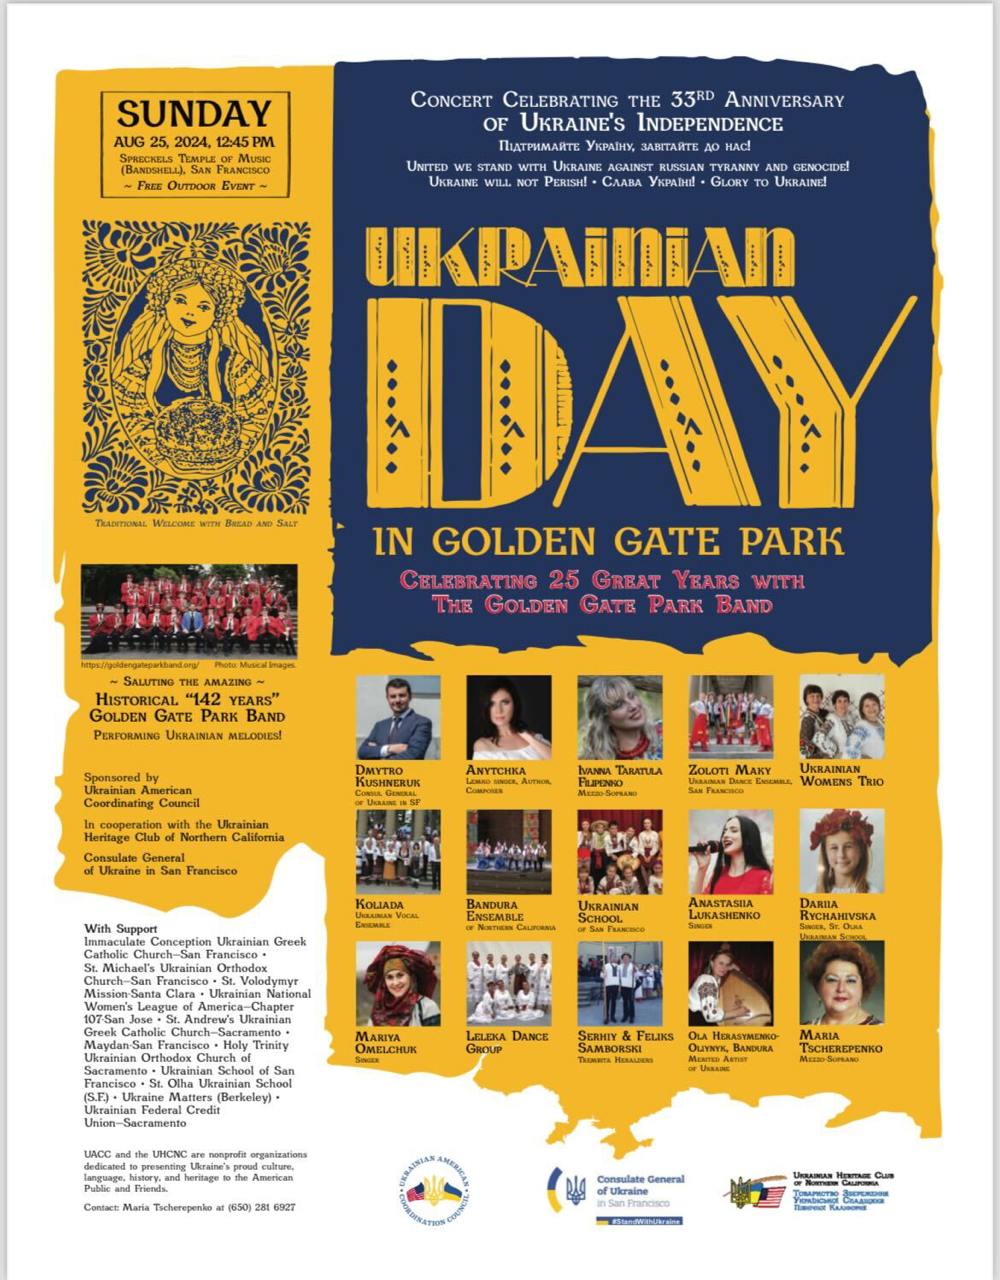 SUNDAY
AUG 25, 2024, 12:45 PM
SPRECKELS TEMPLE OF MUSIC
(BANDSHELL), SAN FRANCISCO
~ FREE OUTDOOR EVENT ~
TRADITIONAL WELCOME WITH BREAD AND SALT
https://goldengateparkband.org/ Photo: Musical Images.
~ SALUTING THE AMAZING ~
HISTORICAL “142 YEARS”
GOLDEN GATE PARK BAND
PERFORMING UKRAINIAN MELODIES!
Sponsored by
Ukrainian American
Coordinating Council
In cooperation with the Ukrainian
Heritage Club of Northern California
Consulate General
of Ukraine in San Francisco
With Support
Immaculate Conception Ukrainian Greek
Catholic Church—San Francisco •
St. Michael's Ukrainian Orthodox
Church—San Francisco • St. Volodymyr
Mission-Santa Clara • Ukrainian National
Women's League of America—Chapter
107-San Jose • St. Andrew's Ukrainian
Greek Catholic Church—Sacramento •
Maydan-San Francisco • Holy Trinity
Ukrainian Orthodox Church of
Sacramento • Ukrainian School of San
Francisco • St. Olha Ukrainian School
(S.F.) • Ukraine Matters (Berkeley) •
Ukrainian Federal Credit
Union—Sacramento
UACC and the UHCNC are nonprofit organizations
dedicated to presenting Ukraine's proud culture,
language, history, and heritage to the American
Public and Friends.
Contact: Maria Tscherepenko at (650) 281 6927
CONCERT CELEBRATING THE 33RD ANNIVERSARY
OF UKRAINE'S INDEPENDENCE
ПІДТРИМАЙТЕ УКРАЇНУ, ЗАВІТАЙТЕ ДО НАС!
UNITED WE STAND WITH UKRAINE AGAINST RUSSIAN TYRANNY AND GENOCIDE!
UKRAINE WILL NOT PERISH! • СЛАВА УКРАЇНІ! • GLORY TO UKRAINE!
UKRAINIAN
DAY
IN GOLDEN GATE PARK
CELEBRATING 25 GREAT YEARS WITH
THE GOLDEN GATE PARK BAND
DMYTRO
KUSHNERUK
CONSUL GENERAL
OF UKRAINE IN SF
ANYTCHKA
LEMKO SINGER, AUTHOR,
COMPOSER
IVANNA TARATULA
FILIPENKO
MEZZO-SOPRANO
ZOLOTI MAKY
UKRAINIAN DANCE ENSEMBLE,
SAN FRANCISCO
UKRAINIAN
WOMENS TRIO
KOLIADA
UKRAINIAN VOCAL
ENSEMBLE
BANDURA
ENSEMBLE
OF NORTHERN CALIFORNIA
UKRAINIAN
SCHOOL
OF SAN FRANCISCO
ANASTASIIA
LUKASHENKO
SINGER
DARIIA
RYCHAHIVSKA
SINGER, ST. OLHA
UKRAINIAN SCHOOL
MARIYA
OMELCHUK
SINGER
LELEKA DANCE
GROUP
SERHIY & FELIKS
SAMBORSKI
TREMBITA HERALDERS
OLA HERASYMENKO-
OLIYNYK, BANDURA
MERITED ARTIST
OF UKRAINE
MARIA
TSCHEREPENKO
MEZZO-SOPRANO
UKRAINIAN AMERICAN
COORDINATION COUNCIL
Consulate General
of Ukraine
in San Francisco
#StandWithUkraine
UKRAINIAN HERITAGE CLUB
OF NORTHERN CALIFORNIA
ТОВАРИСТВО ЗБЕРЕЖЕННЯ
УКРАЇНСЬКОЇ СПАДЩИНИ
ПІВНІЧНОЇ КАЛІФОРНІЇ